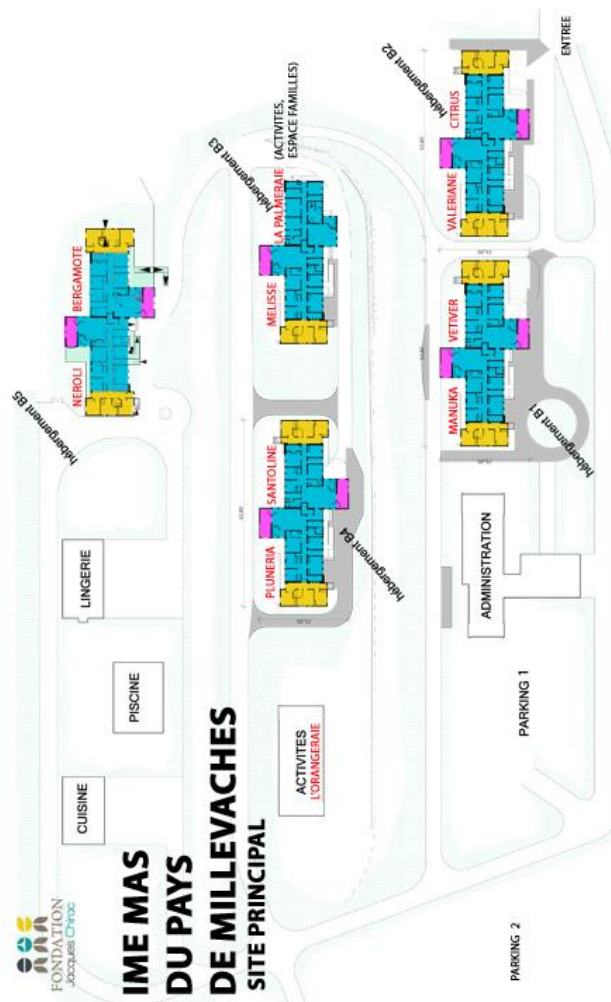 FONDATION
Jacques Chirac
IME MAS
DU PAYS
DE MILLEVACHES
SITE PRINCIPAL
CUISINE
PISCINE
LINGERIE
NEROLI
BERGAMOTE
hébergement B5
ACTIVITES
L'ORANGERAIE
PLUNERIA
SANTOLINE
hébergement B4
MELISSE
LA PALMERAIE
(ACTIVITES,
ESPACE FAMILLES)
hébergement B3
PARKING 2
PARKING 1
ADMINISTRATION
MANUKA
VETIVER
hébergement B1
VALERIANE
CITRUS
hébergement B2
ENTREE